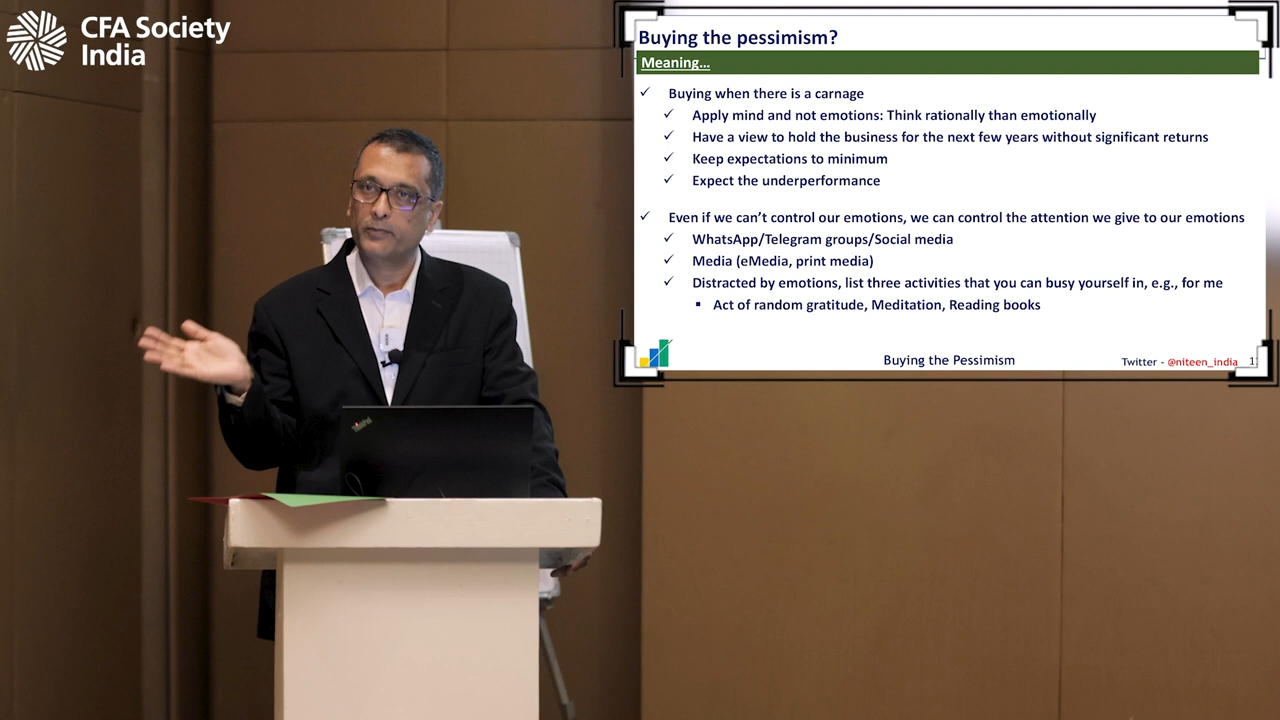 CFA Society
India
Buying the pessimism?
Meaning...
Buying when there is a carnage
Apply mind and not emotions: Think rationally than emotionally
Have a view to hold the business for the next few years without significant returns
Keep expectations to minimum
Expect the underperformance
Even if we can't control our emotions, we can control the attention we give to our emotions
WhatsApp/Telegram groups/Social media
Media (eMedia, print media)
Distracted by emotions, list three activities that you can busy yourself in, e.g., for me
Act of random gratitude, Meditation, Reading books
Buying the Pessimism
Twitter - @niteen_india
ThinkPad